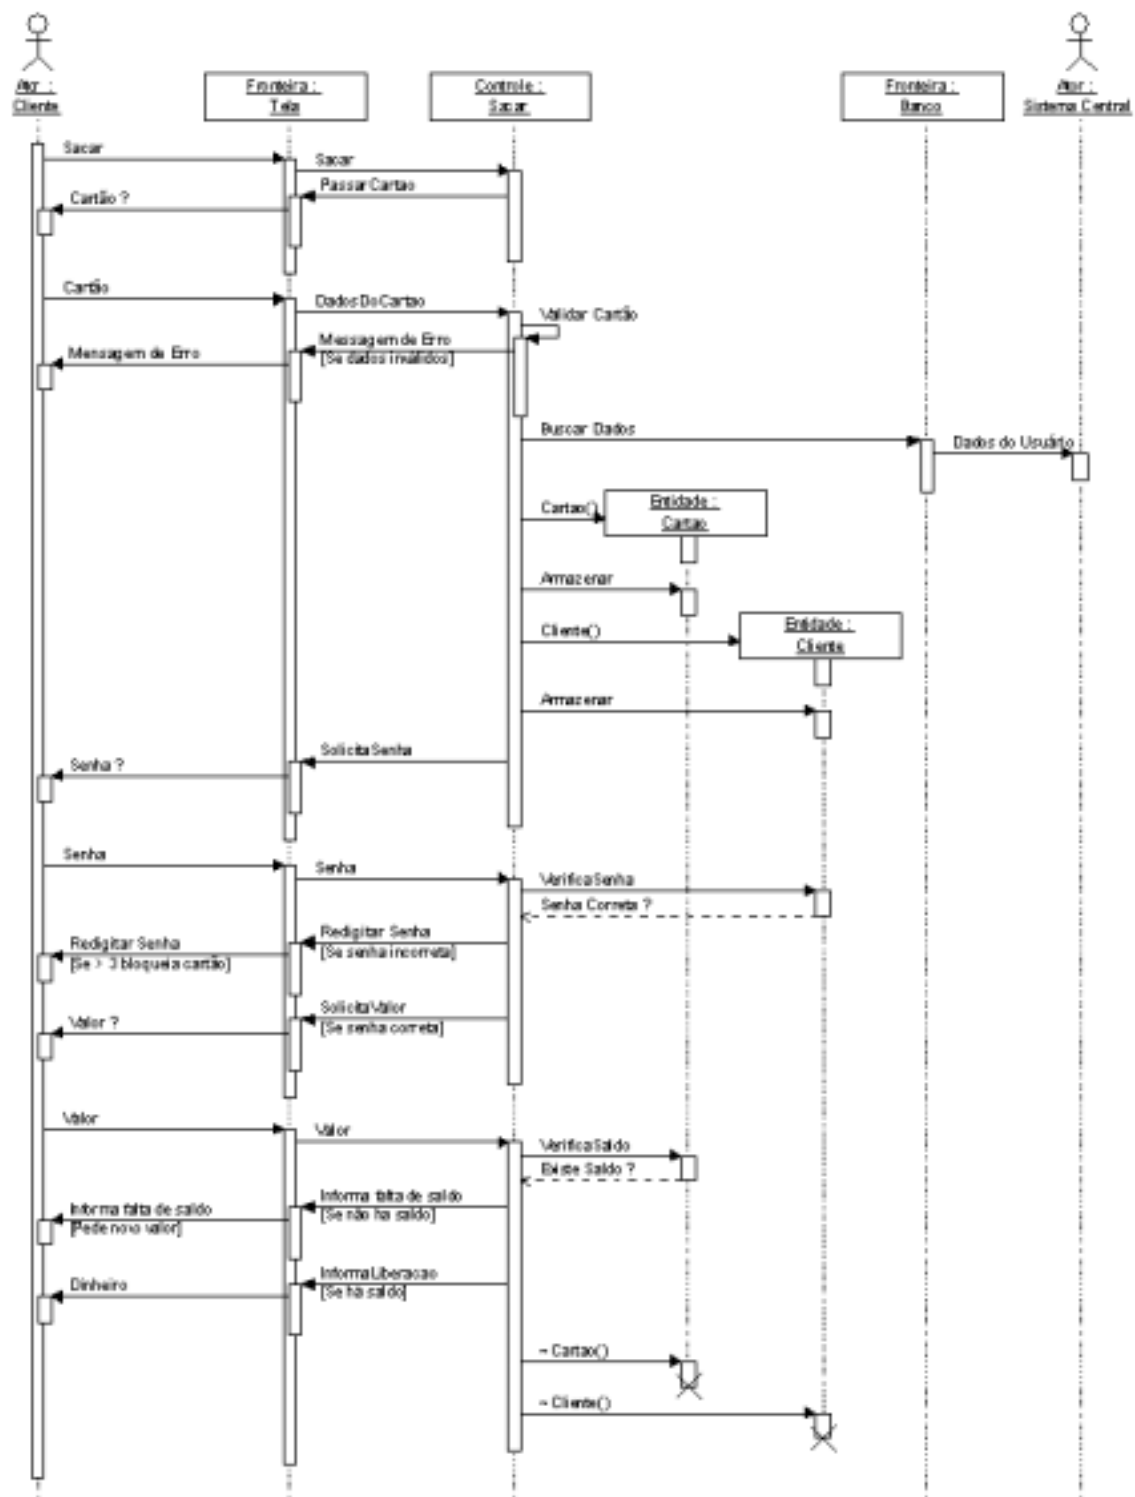 Ator :
Cliente
Fronteira :
Tela
Controle :
Sacar
Fronteira :
Banco
Ator :
Sistema Central
Sacar
Sacar
PassarCartao
Cartão ?
Cartão
DadosDoCartao
Validar Cartão
Messagem de Erro
[Se dados inválidos]
Mensagem de Erro
Buscar Dados
Dados do Usuário
Cartao()
Entidade :
Cartao
Armazenar
Cliente()
Entidade :
Cliente
Armazenar
SolicitaSenha
Senha ?
Senha
Senha
VerificaSenha
Senha Correta ?
Redigitar Senha
[Se senha incorreta]
Redigitar Senha
[Se > 3 bloqueia cartão]
SolicitaValor
[Se senha correta]
Valor ?
Valor
Valor
VerificaSaldo
Existe Saldo ?
Informa falta de saldo
[Se não ha saldo]
Informa falta de saldo
[Pede novo valor]
InformaLiberacao
[Se há saldo]
Dinheiro
~ Cartao()
~ Cliente()